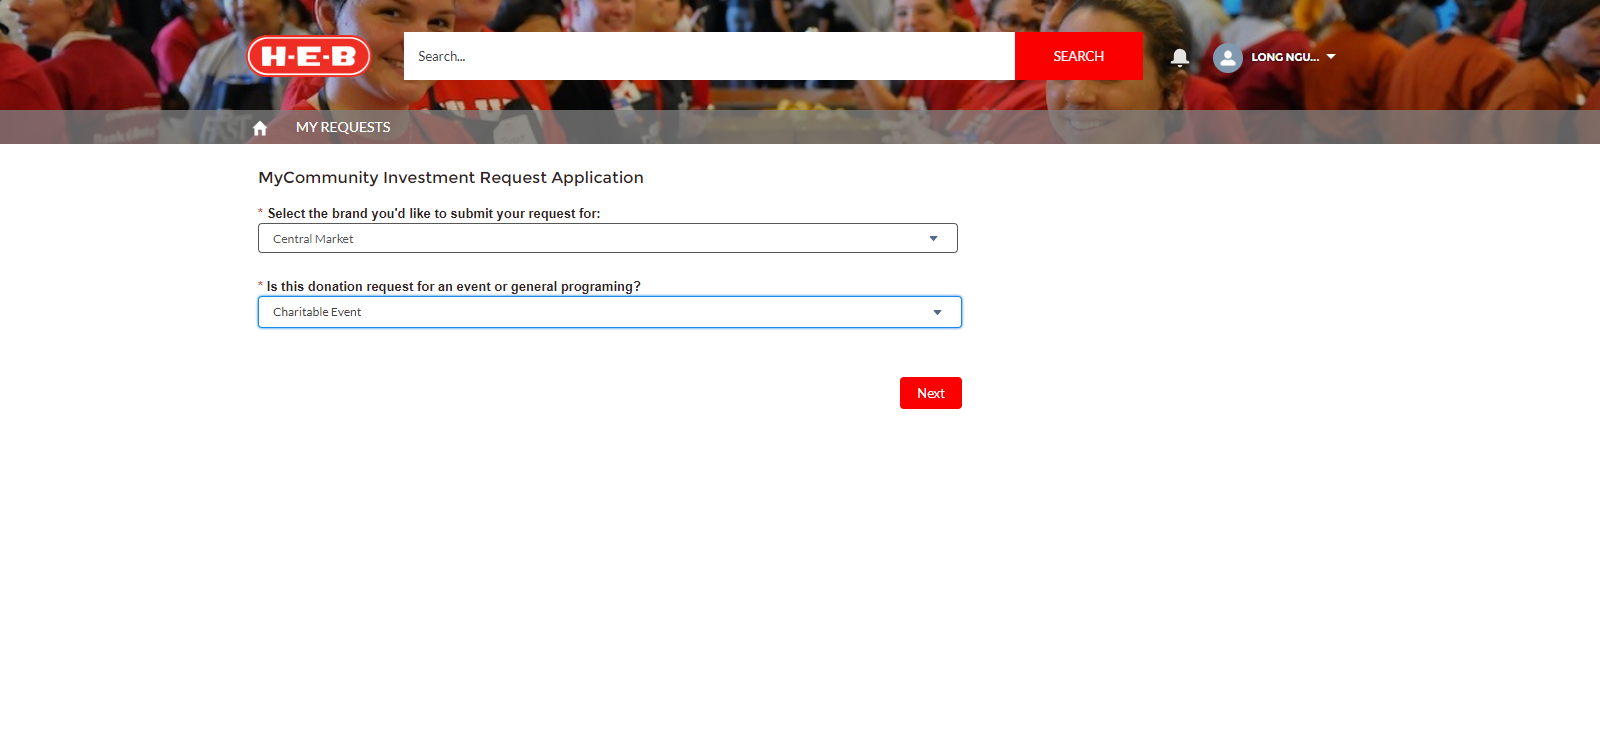 H-E-B
Search...
SEARCH
LONG NGU...
MY REQUESTS
MyCommunity Investment Request Application
* Select the brand you'd like to submit your request for:
Central Market
* Is this donation request for an event or general programing?
Charitable Event
Next